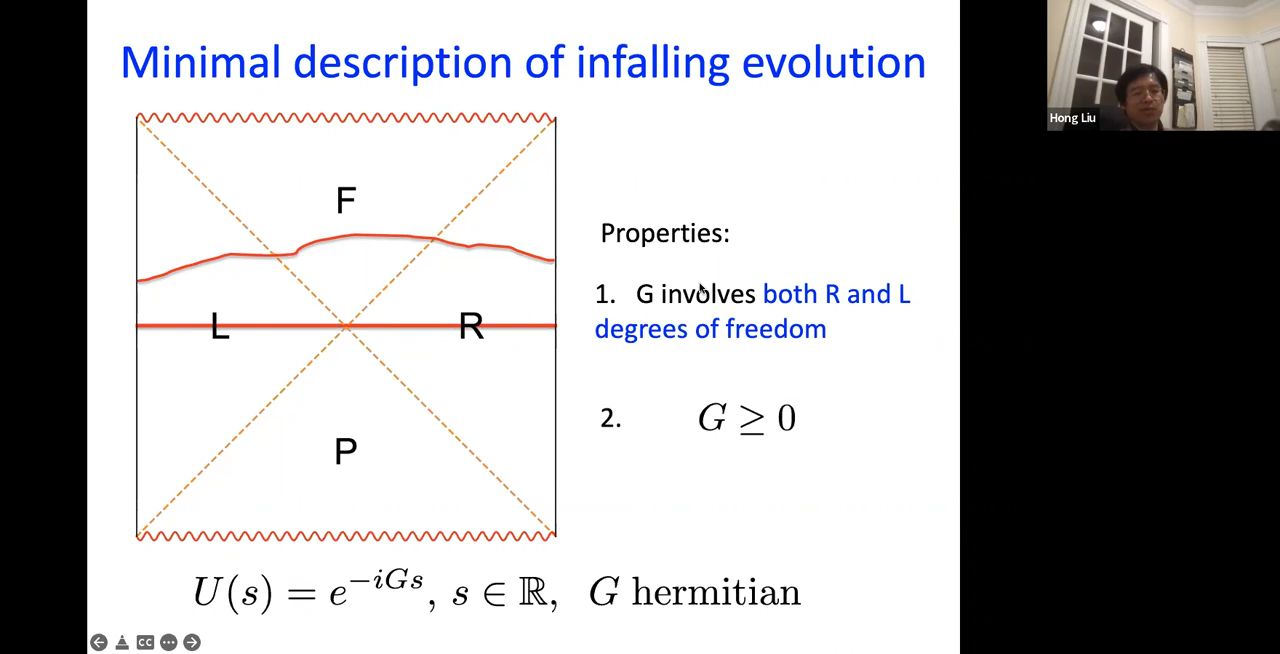 Minimal description of infalling evolution
Hong Liu
F
Properties:
1. G involves both R and L
degrees of freedom
L
R
2. G ≥ 0
P
U(s) = e^{-iGs}, s ∈ ℝ, G hermitian
CC